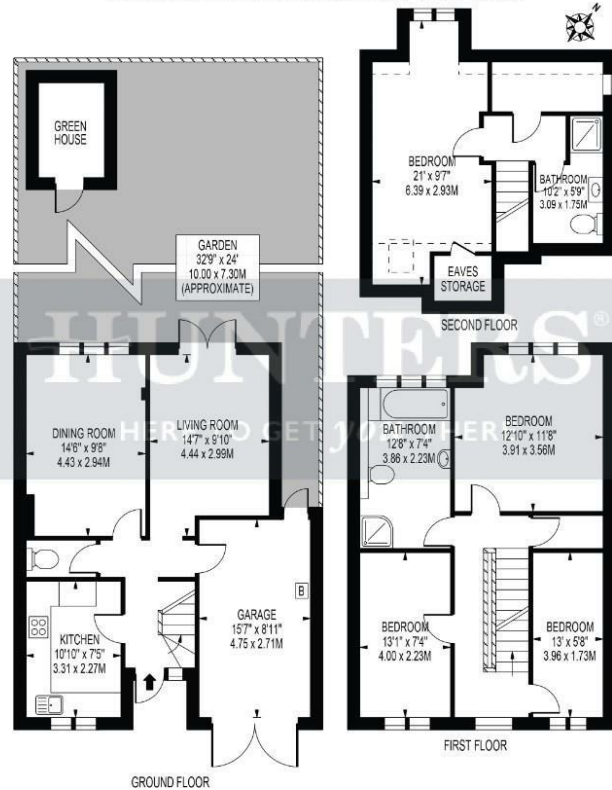 N
GREEN
HOUSE
GARDEN
32'9" x 24'
10.00 x 7.30M
(APPROXIMATE)
BEDROOM
21' x 9'7"
6.39 x 2.93M
BATHROOM
10'2" x 5'9"
3.09 x 1.75M
EAVES
STORAGE
SECOND FLOOR
HUNTERS®
HERE TO GET you THERE
DINING ROOM
14'6" x 9'8"
4.43 x 2.94M
LIVING ROOM
14'7" x 9'10"
4.44 x 2.99M
KITCHEN
10'10" x 7'5"
3.31 x 2.27M
GARAGE
15'7" x 8'11"
4.75 x 2.71M
B
GROUND FLOOR
BATHROOM
12'8" x 7'4"
3.86 x 2.23M
BEDROOM
12'10" x 11'8"
3.91 x 3.56M
BEDROOM
13'1" x 7'4"
4.00 x 2.23M
BEDROOM
13' x 5'8"
3.96 x 1.73M
FIRST FLOOR